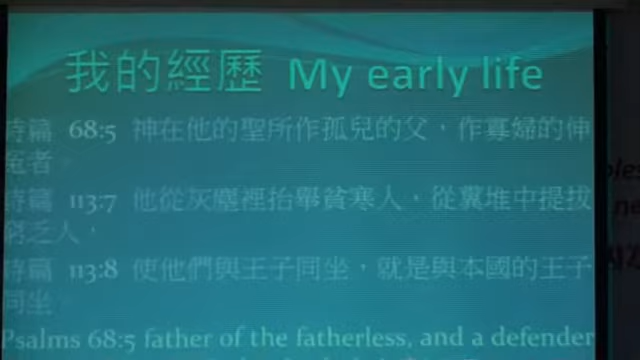 我的經歷 My early life
詩篇 68:5 神在他的聖所作孤兒的父，作寡婦的伸
冤者。
詩篇 113:7 他從灰塵裡抬舉貧寒人，從糞堆中提拔
窮乏人，
詩篇 113:8 使他們與王子同坐，就是與本國的王子
同坐。
Psalms 68:5 father of the fatherless, and a defender